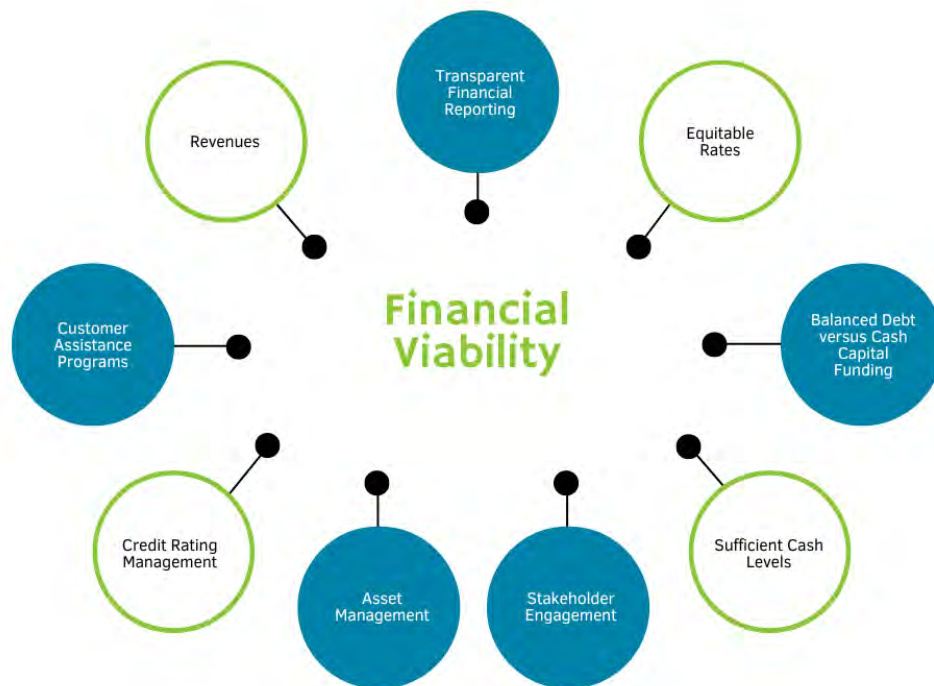 Transparent
Financial
Reporting
Revenues
Equitable
Rates
Financial
Viability
Customer
Assistance
Programs
Balanced Debt
versus Cash
Capital
Funding
Credit Rating
Management
Sufficient Cash
Levels
Asset
Management
Stakeholder
Engagement